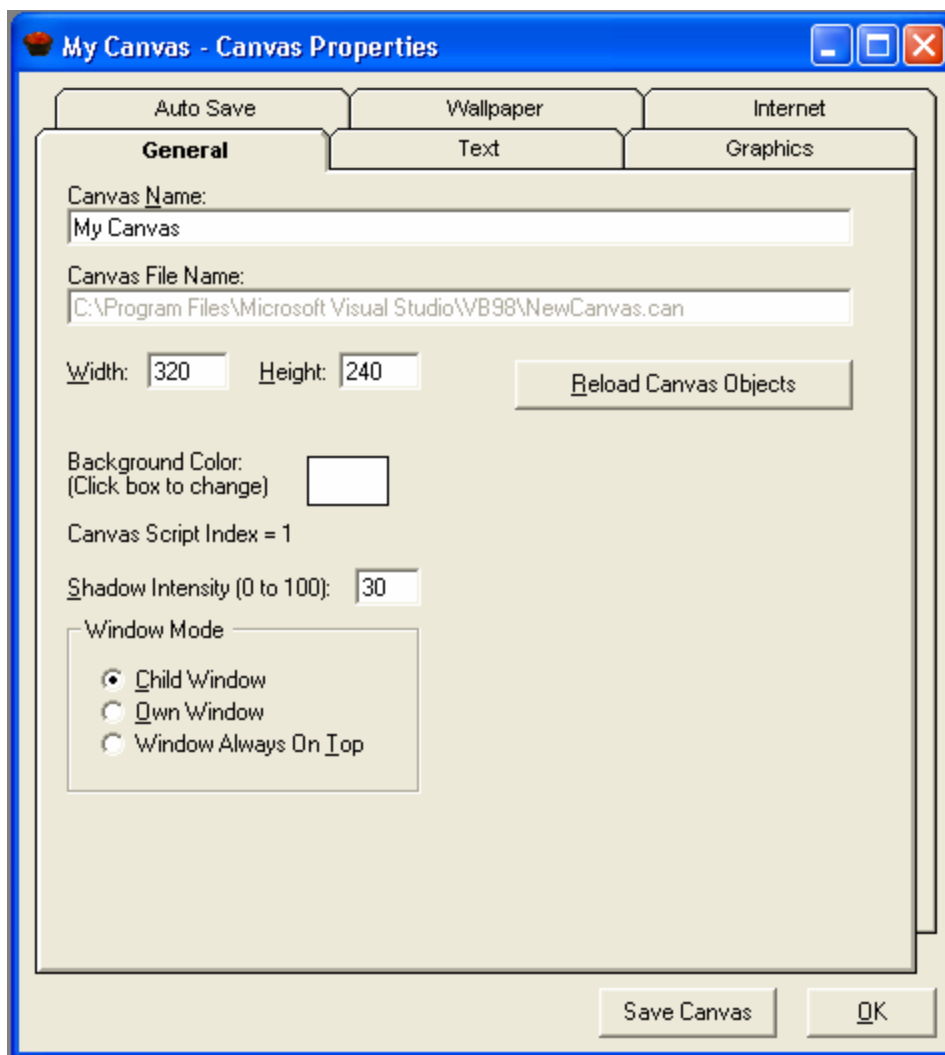 My Canvas - Canvas Properties
Auto Save Wallpaper Internet
General Text Graphics
Canvas Name:
My Canvas
Canvas File Name:
C:\Program Files\Microsoft Visual Studio\VB98\NewCanvas.can
Width: 320 Height: 240 Reload Canvas Objects
Background Color:
(Click box to change)
Canvas Script Index = 1
Shadow Intensity (0 to 100): 30
Window Mode
Child Window
Own Window
Window Always On Top
Save Canvas OK